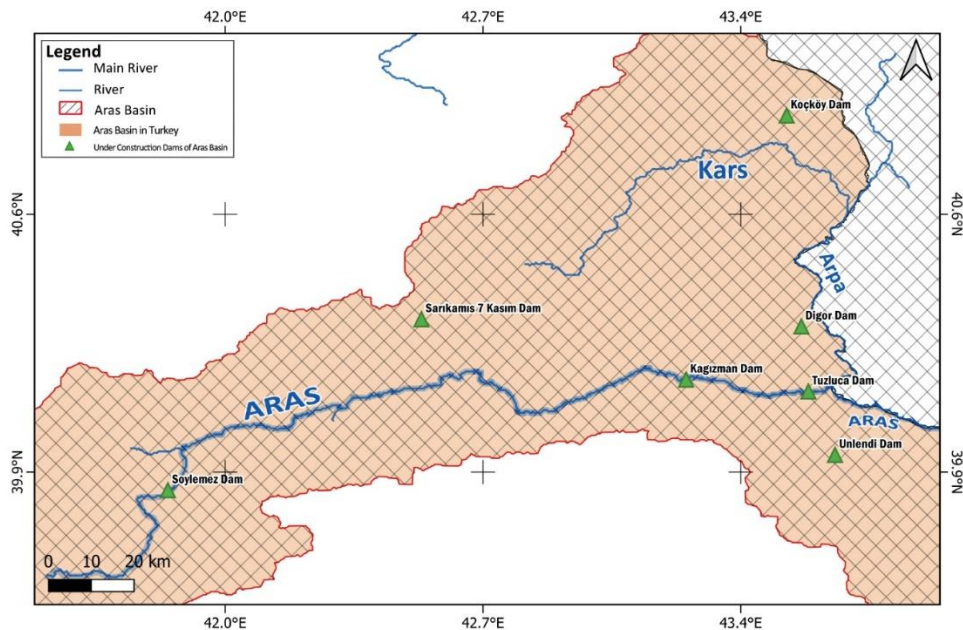 42.0°E 42.7°E 43.4°E
Legend
Main River
River
Aras Basin
Aras Basin in Turkey
Under Construction Dams of Aras Basin
Koçköy Dam
Kars
40.6°N 40.6°N
Arpa
Sarıkamıs 7 Kasim Dam
Digor Dam
Kagızman Dam
Tuzluca Dam
ARAS
ARAS
Unlendi Dam
39.9°N 39.9°N
Soylemez Dam
0 10 20 km
42.0°E 42.7°E 43.4°E